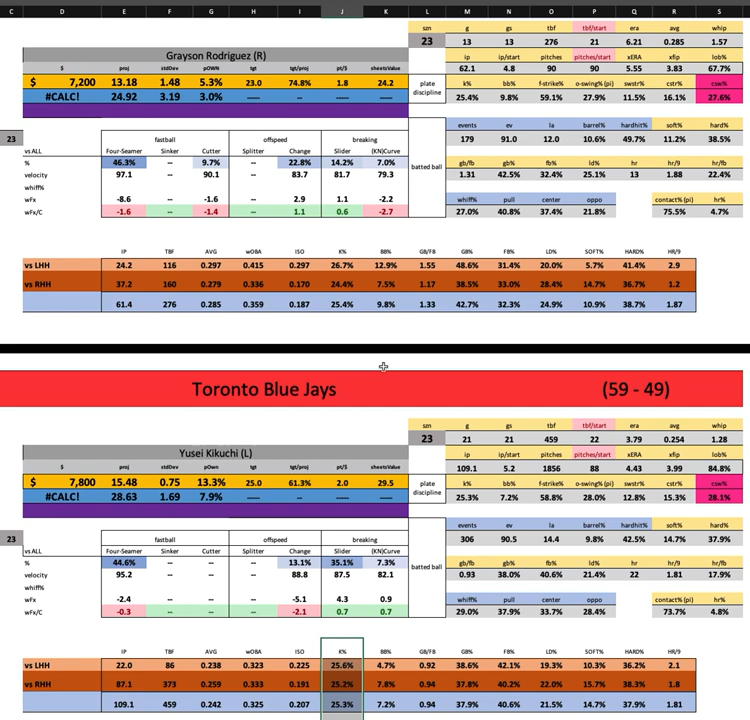 C D E F G H I J K L M N O P Q R S
szn g gs tbf tbf/start era avg whip
23 13 13 276 21 6.21 0.285 1.57
Grayson Rodriguez (R)
ip ip/start pitches pitches/start xERA xfip lob%
62.1 4.8 90 90 5.55 3.83 67.7%
$ proj stdDev pOWN tgt tgt/proj pt/$ sheetsValue
$ 7,200 13.18 1.48 5.3% 23.0 74.8% 1.8 24.2
#CALC! 24.92 3.19 3.0% ---- -- ---- ----
plate discipline
k% bb% f-strike% o-swing% (pi) swstr% cstr% csw%
25.4% 9.8% 59.1% 27.9% 11.5% 16.1% 27.6%
events ev la barrel% hardhit% soft% hard%
179 91.0 12.0 10.6% 49.7% 11.2% 38.5%
23 fastball offspeed breaking
vs ALL Four-Seamer Sinker Cutter Splitter Change Slider (KN)Curve
% 46.3% -- 9.7% -- 22.8% 14.2% 7.0%
velocity 97.1 -- 90.1 83.7 81.7 79.3
whiff%
wFx -8.6 -- -1.6 2.9 1.1 -2.2
wFx/C -1.6 -- -1.4 -- 1.1 0.6 -2.7
batted ball
gb/fb gb% fb% ld% hr hr/9 hr/fb
1.31 42.5% 32.4% 25.1% 13 1.88 22.4%
whiff% pull center oppo contact% (pi) hr%
27.0% 40.8% 37.4% 21.8% 75.5% 4.7%
IP TBF AVG wOBA ISO K% BB% GB/FB GB% FB% LD% SOFT% HARD% HR/9
vs LHH 24.2 116 0.297 0.415 0.297 26.7% 12.9% 1.55 48.6% 31.4% 20.0% 5.7% 41.4% 2.9
vs RHH 37.2 160 0.279 0.336 0.170 24.4% 7.5% 1.17 38.5% 33.0% 28.4% 14.7% 36.7% 1.2
61.4 276 0.285 0.359 0.187 25.4% 9.8% 1.33 42.7% 32.3% 24.9% 10.9% 38.7% 1.87
Toronto Blue Jays (59 - 49)
szn g gs tbf tbf/start era avg whip
23 21 21 459 22 3.79 0.254 1.28
Yusei Kikuchi (L)
ip ip/start pitches pitches/start xERA xfip lob%
109.1 5.2 1856 88 4.43 3.99 84.8%
$ proj stdDev pOwn tgt tgt/proj pt/$ sheetsValue
$ 7,800 15.48 0.75 13.3% 25.0 61.3% 2.0 29.5
#CALC! 28.63 1.69 7.9% ---- -- ---- ----
plate discipline
k% bb% f-strike% o-swing% (pi) swstr% cstr% csw%
25.3% 7.2% 58.8% 28.0% 12.8% 15.3% 28.1%
events ev la barrel% hardhit% soft% hard%
306 90.5 14.4 9.8% 42.5% 14.7% 37.9%
23 fastball offspeed breaking
vs ALL Four-Seamer Sinker Cutter Splitter Change Slider (KN)Curve
% 44.6% -- -- -- 13.1% 35.1% 7.3%
velocity 95.2 -- -- 88.8 87.5 82.1
whiff%
wFx -2.4 -- -- -5.1 4.3 0.9
wFx/C -0.3 -- -- -- -2.1 0.7 0.7
batted ball
gb/fb gb% fb% ld% hr hr/9 hr/fb
0.93 38.0% 40.6% 21.4% 22 1.81 17.9%
whiff% pull center oppo contact% (pi) hr%
29.0% 37.9% 33.7% 28.4% 73.7% 4.8%
IP TBF AVG wOBA ISO K% BB% GB/FB GB% FB% LD% SOFT% HARD% HR/9
vs LHH 22.0 86 0.238 0.323 0.225 25.6% 4.7% 0.92 38.6% 42.1% 19.3% 10.3% 36.2% 2.1
vs RHH 87.1 373 0.259 0.333 0.191 25.2% 7.8% 0.94 37.8% 40.2% 22.0% 15.7% 38.3% 1.8
109.1 459 0.242 0.325 0.207 25.3% 7.2% 0.94 37.9% 40.6% 21.5% 14.7% 37.9% 1.81